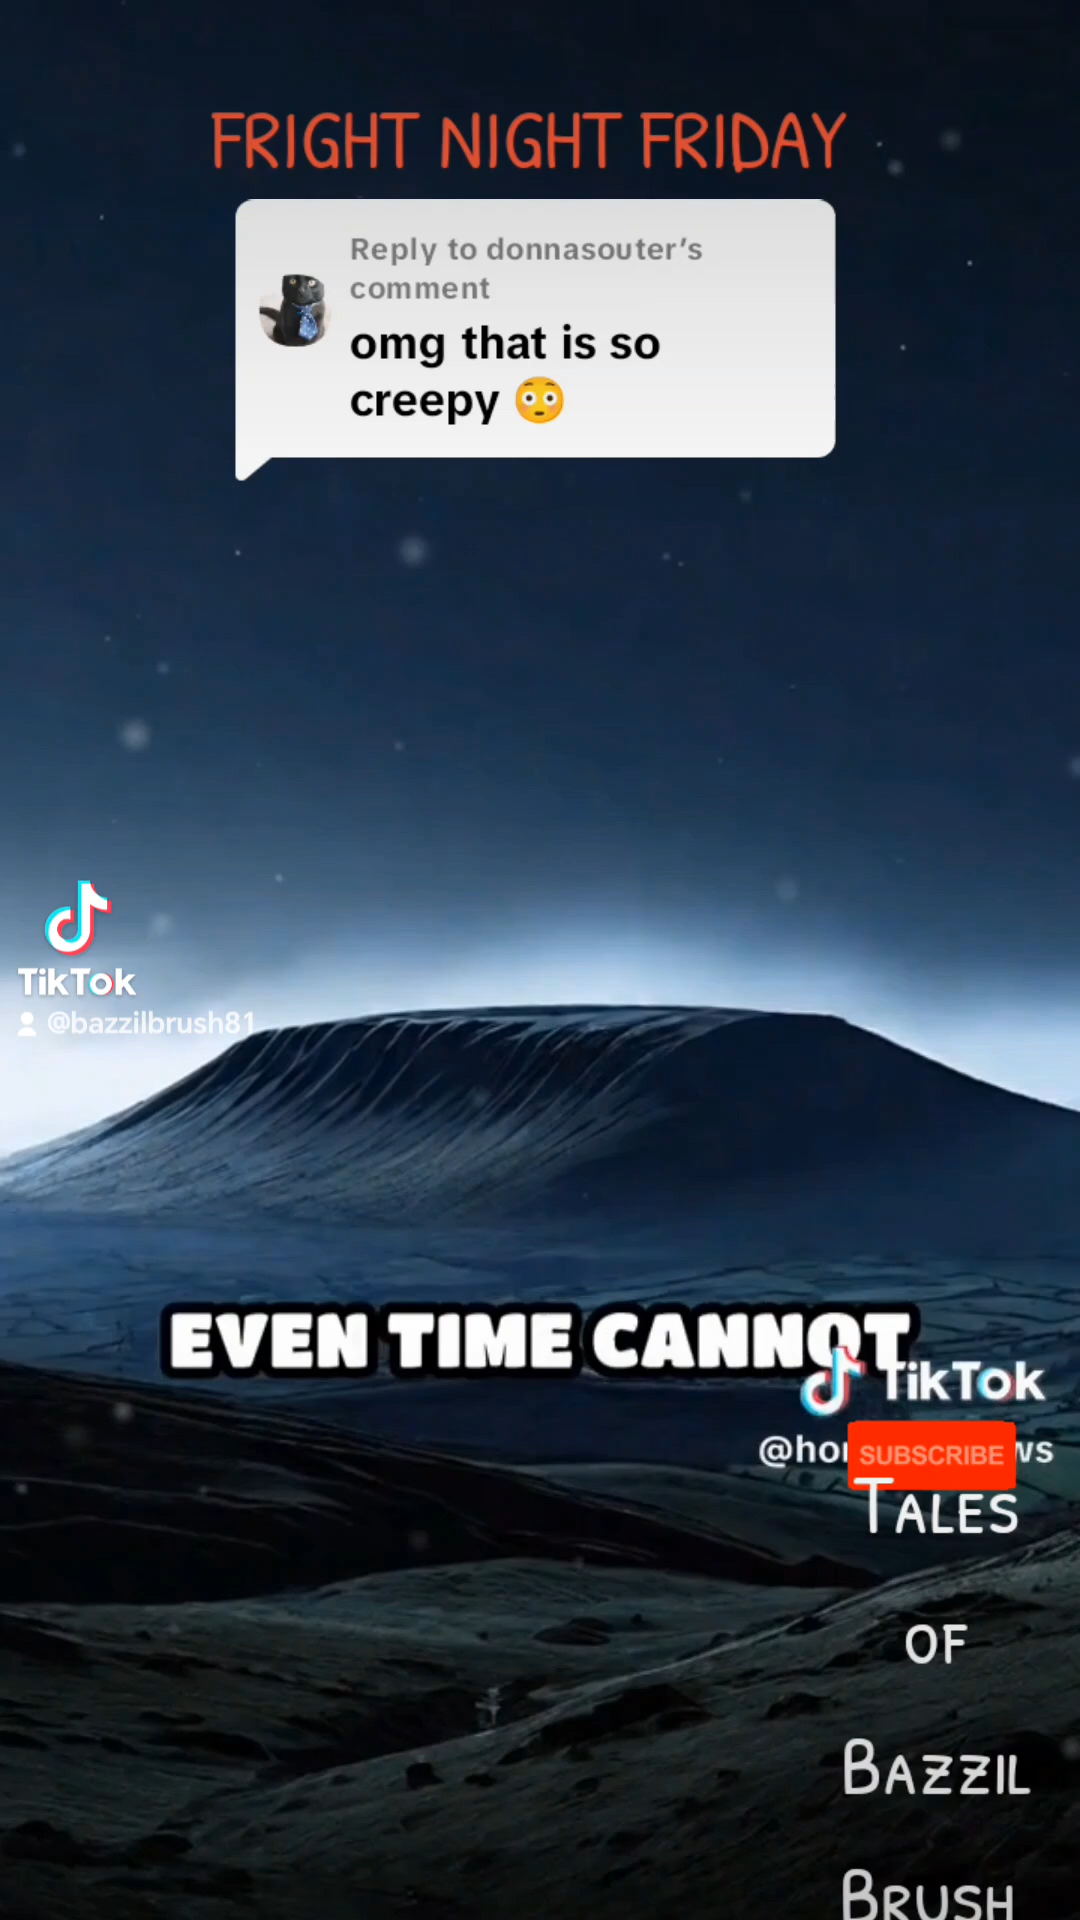 FRIGHT NIGHT FRIDAY
Reply to donnasouter's
comment
omg that is so
creepy 😳
TikTok
@bazzilbrush81
EVEN TIME CANNOT
TikTok
SUBSCRIBE
TALES
OF
BAZZIL
BRUSH